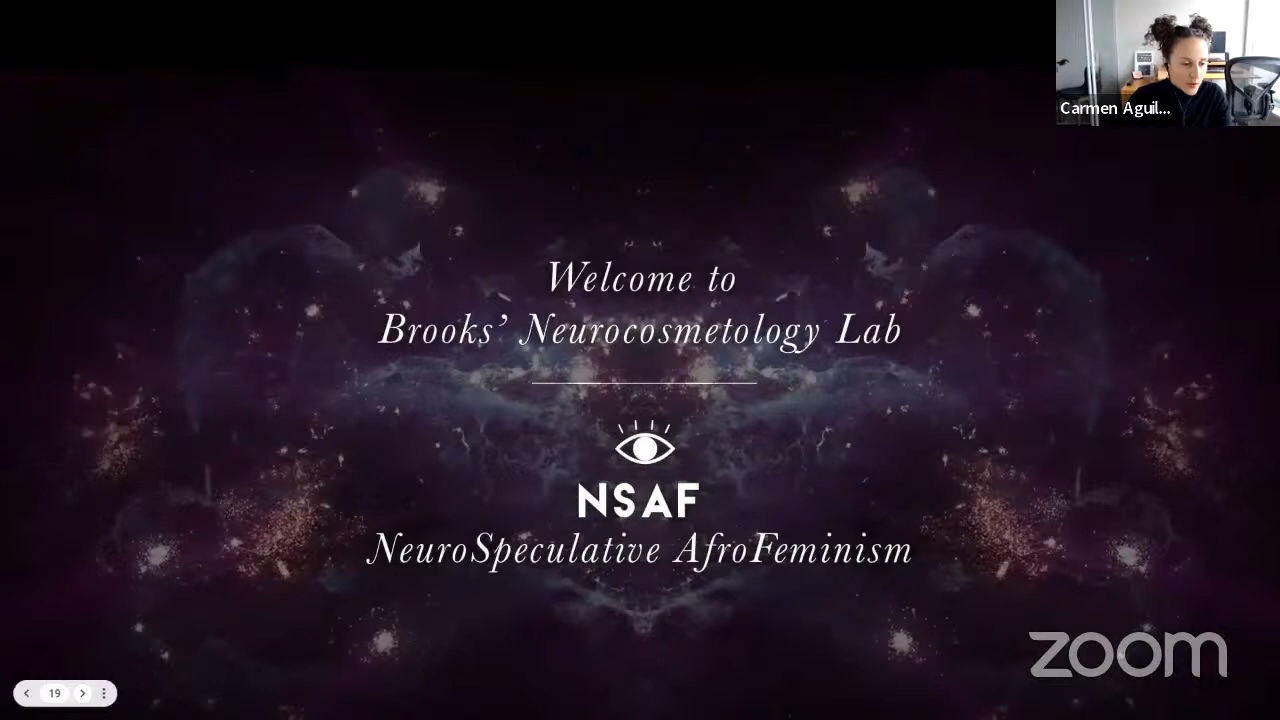 Carmen Aguil...
Welcome to
Brooks’ Neurocosmetology Lab
NSAF
NeuroSpeculative AfroFeminism
zoom
19